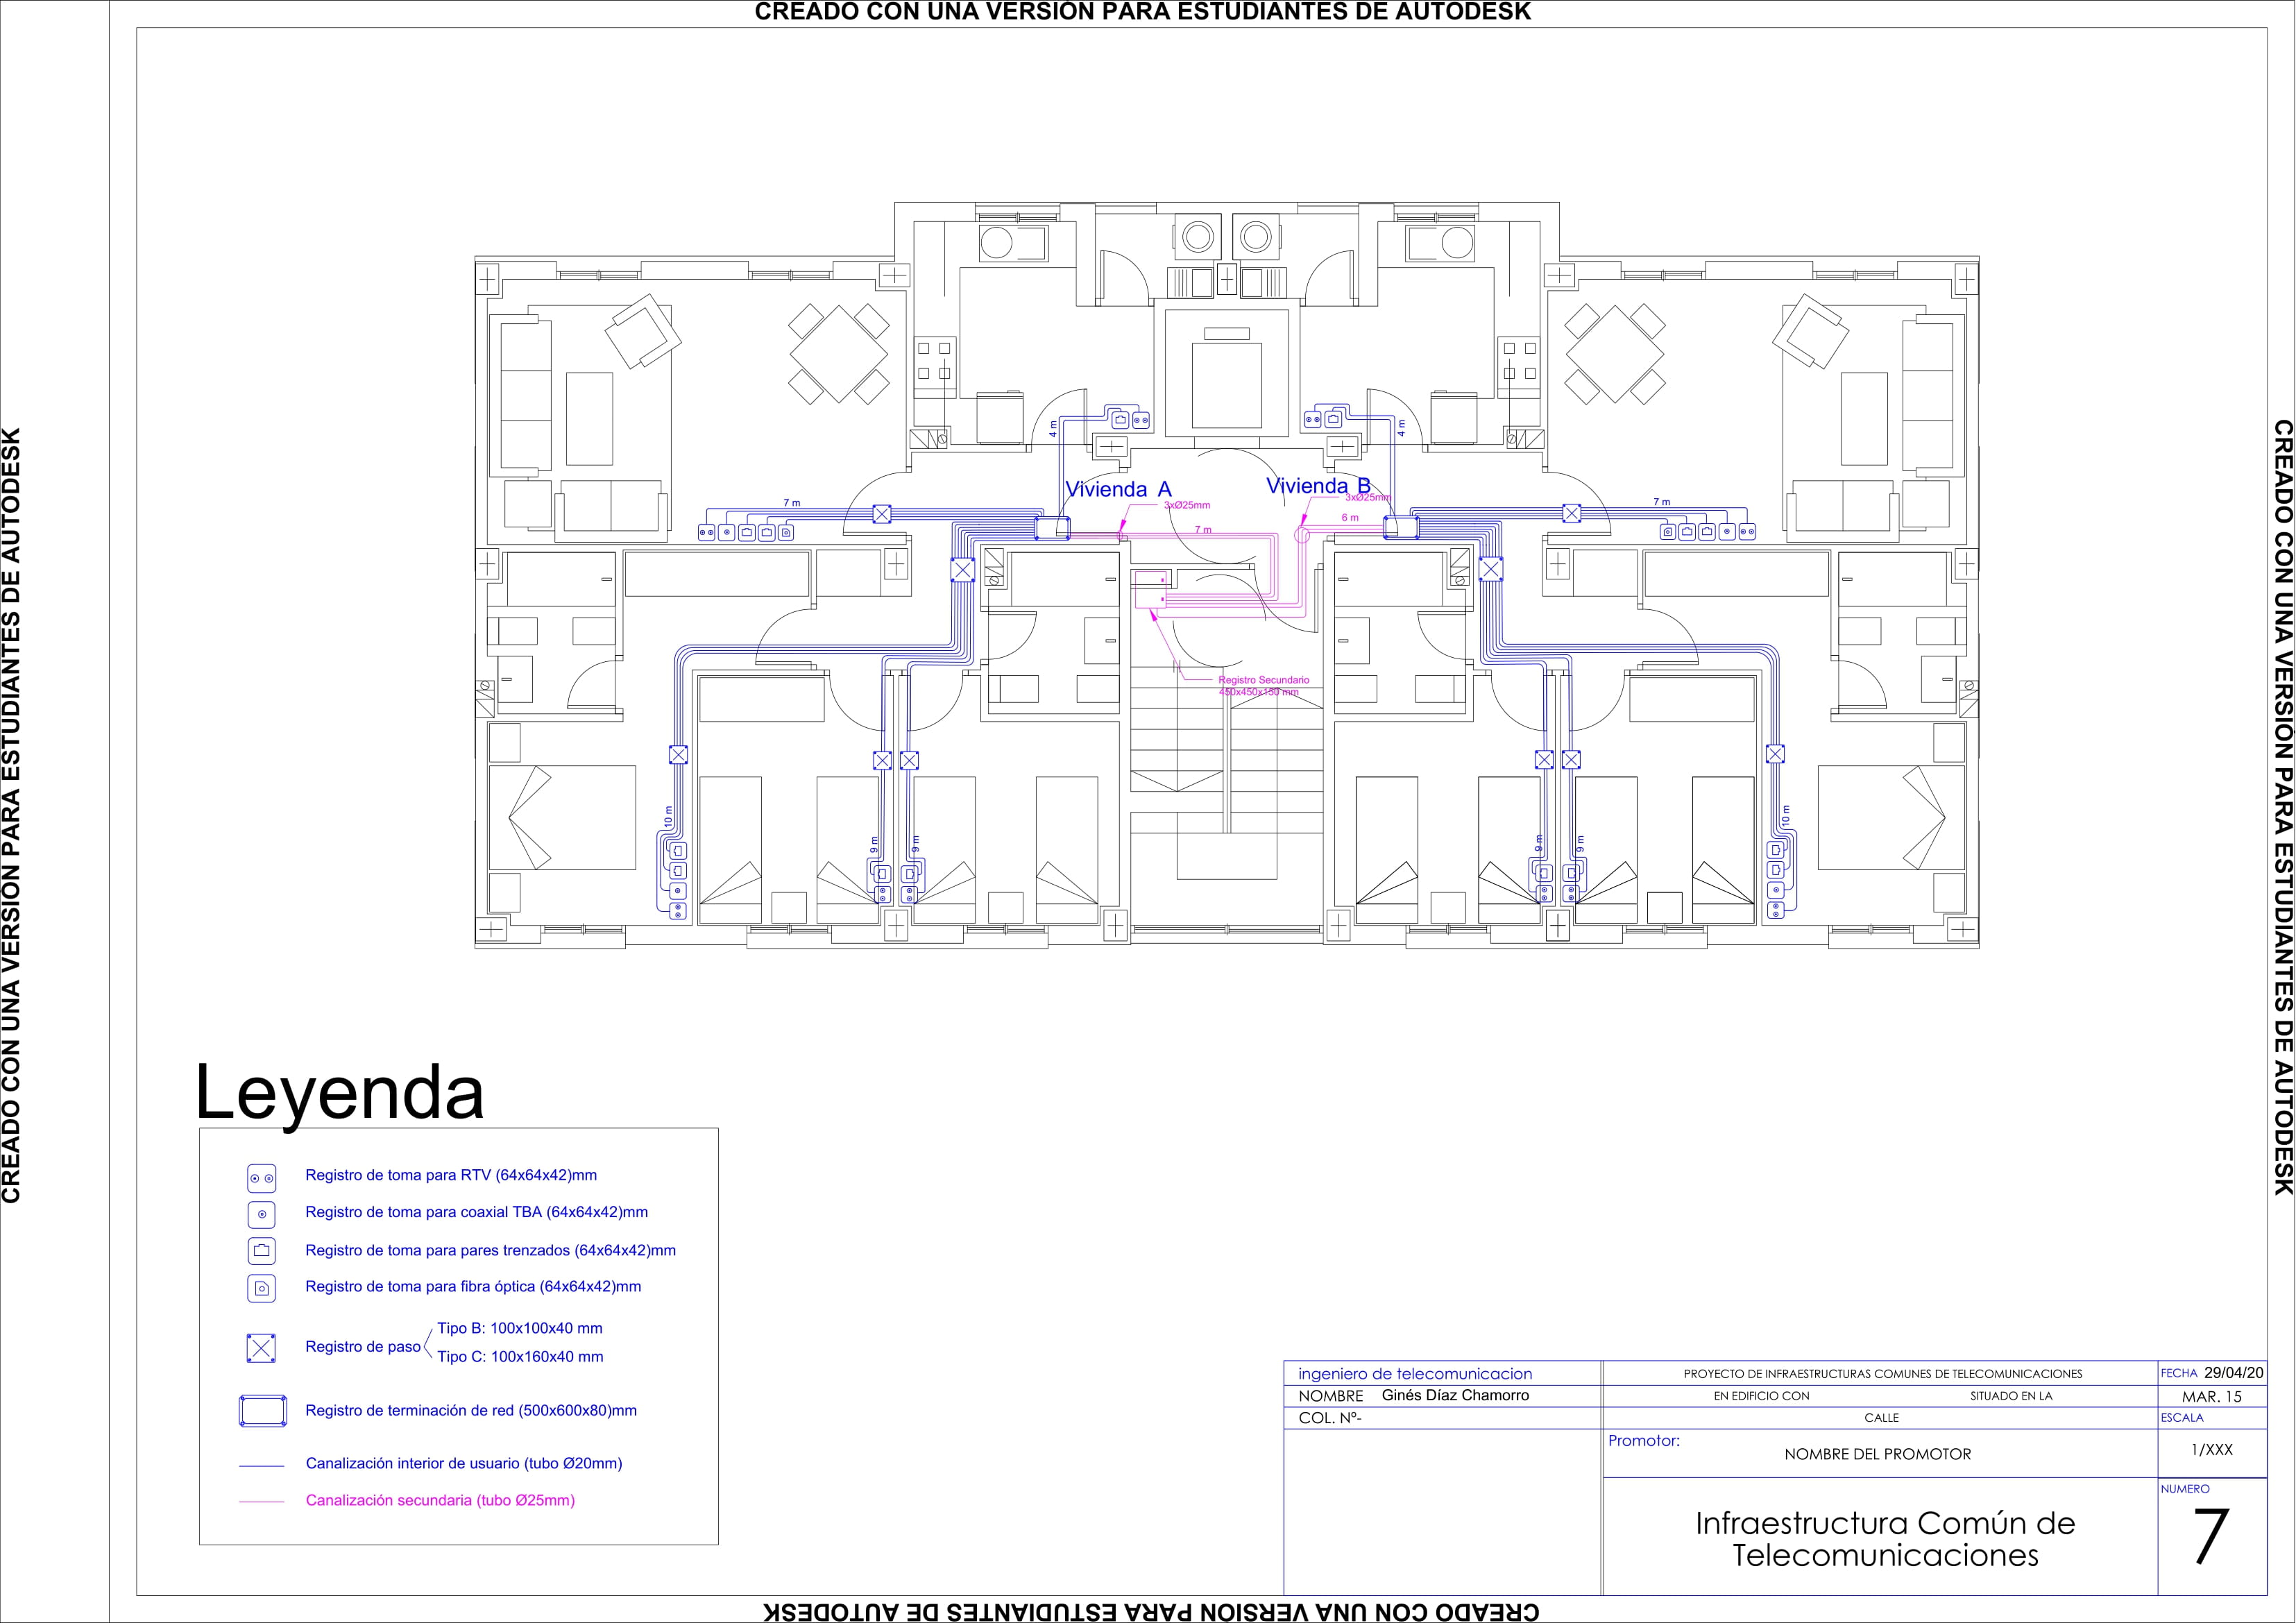 CREADO CON UNA VERSIÓN PARA ESTUDIANTES DE AUTODESK
CREADO CON UNA VERSIÓN PARA ESTUDIANTES DE AUTODESK
CREADO CON UNA VERSIÓN PARA ESTUDIANTES DE AUTODESK
4 m
4 m
Vivienda A
Vivienda B
3xØ25mm
3xØ25mm
7 m
7 m
7 m
6 m
Registro Secundario
450x450x150 mm
10 m
9 m
9 m
9 m
9 m
10 m
Leyenda
Registro de toma para RTV (64x64x42)mm
Registro de toma para coaxial TBA (64x64x42)mm
Registro de toma para pares trenzados (64x64x42)mm
Registro de toma para fibra óptica (64x64x42)mm
Registro de paso
Tipo B: 100x100x40 mm
Tipo C: 100x160x40 mm
Registro de terminación de red (500x600x80)mm
Canalización interior de usuario (tubo Ø20mm)
Canalización secundaria (tubo Ø25mm)
ingeniero de telecomunicacion
NOMBRE Ginés Díaz Chamorro
COL. Nº-
PROYECTO DE INFRAESTRUCTURAS COMUNES DE TELECOMUNICACIONES
EN EDIFICIO CON SITUADO EN LA
CALLE
Promotor:
NOMBRE DEL PROMOTOR
Infraestructura Común de
Telecomunicaciones
FECHA 29/04/20
MAR. 15
ESCALA
1/XXX
NUMERO
7
CREADO CON UNA VERSIÓN PARA ESTUDIANTES DE AUTODESK